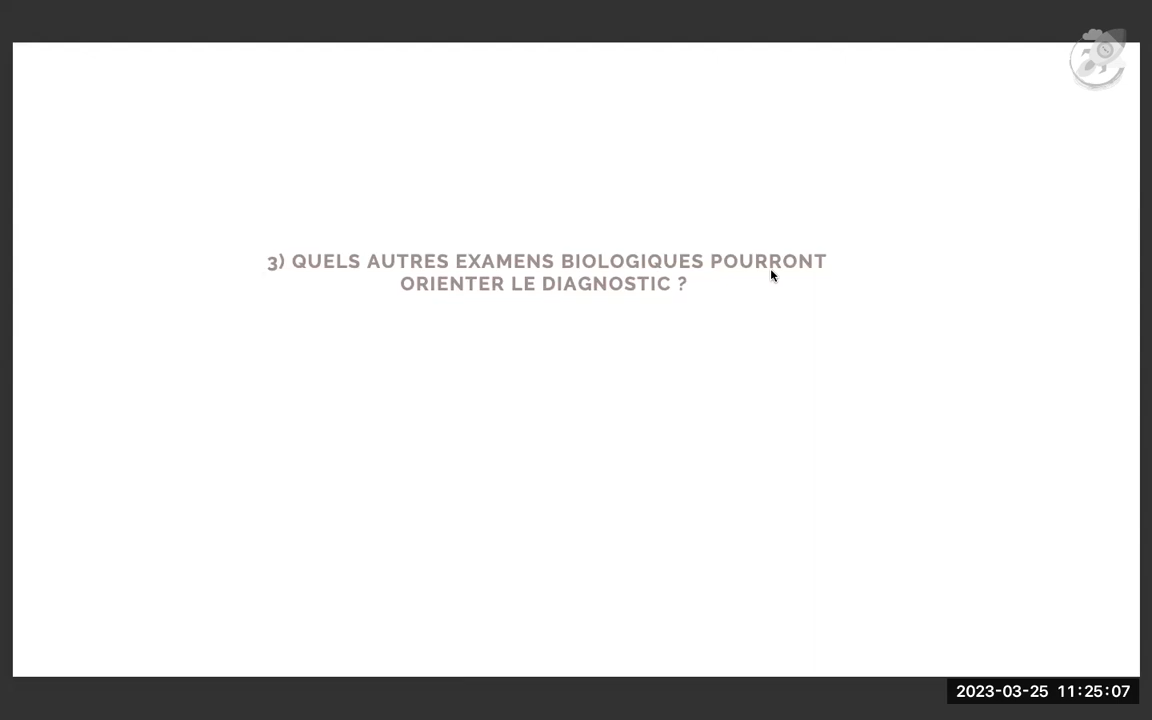 3) QUELS AUTRES EXAMENS BIOLOGIQUES POURRONT
ORIENTER LE DIAGNOSTIC ?
2023-03-25 11:25:07